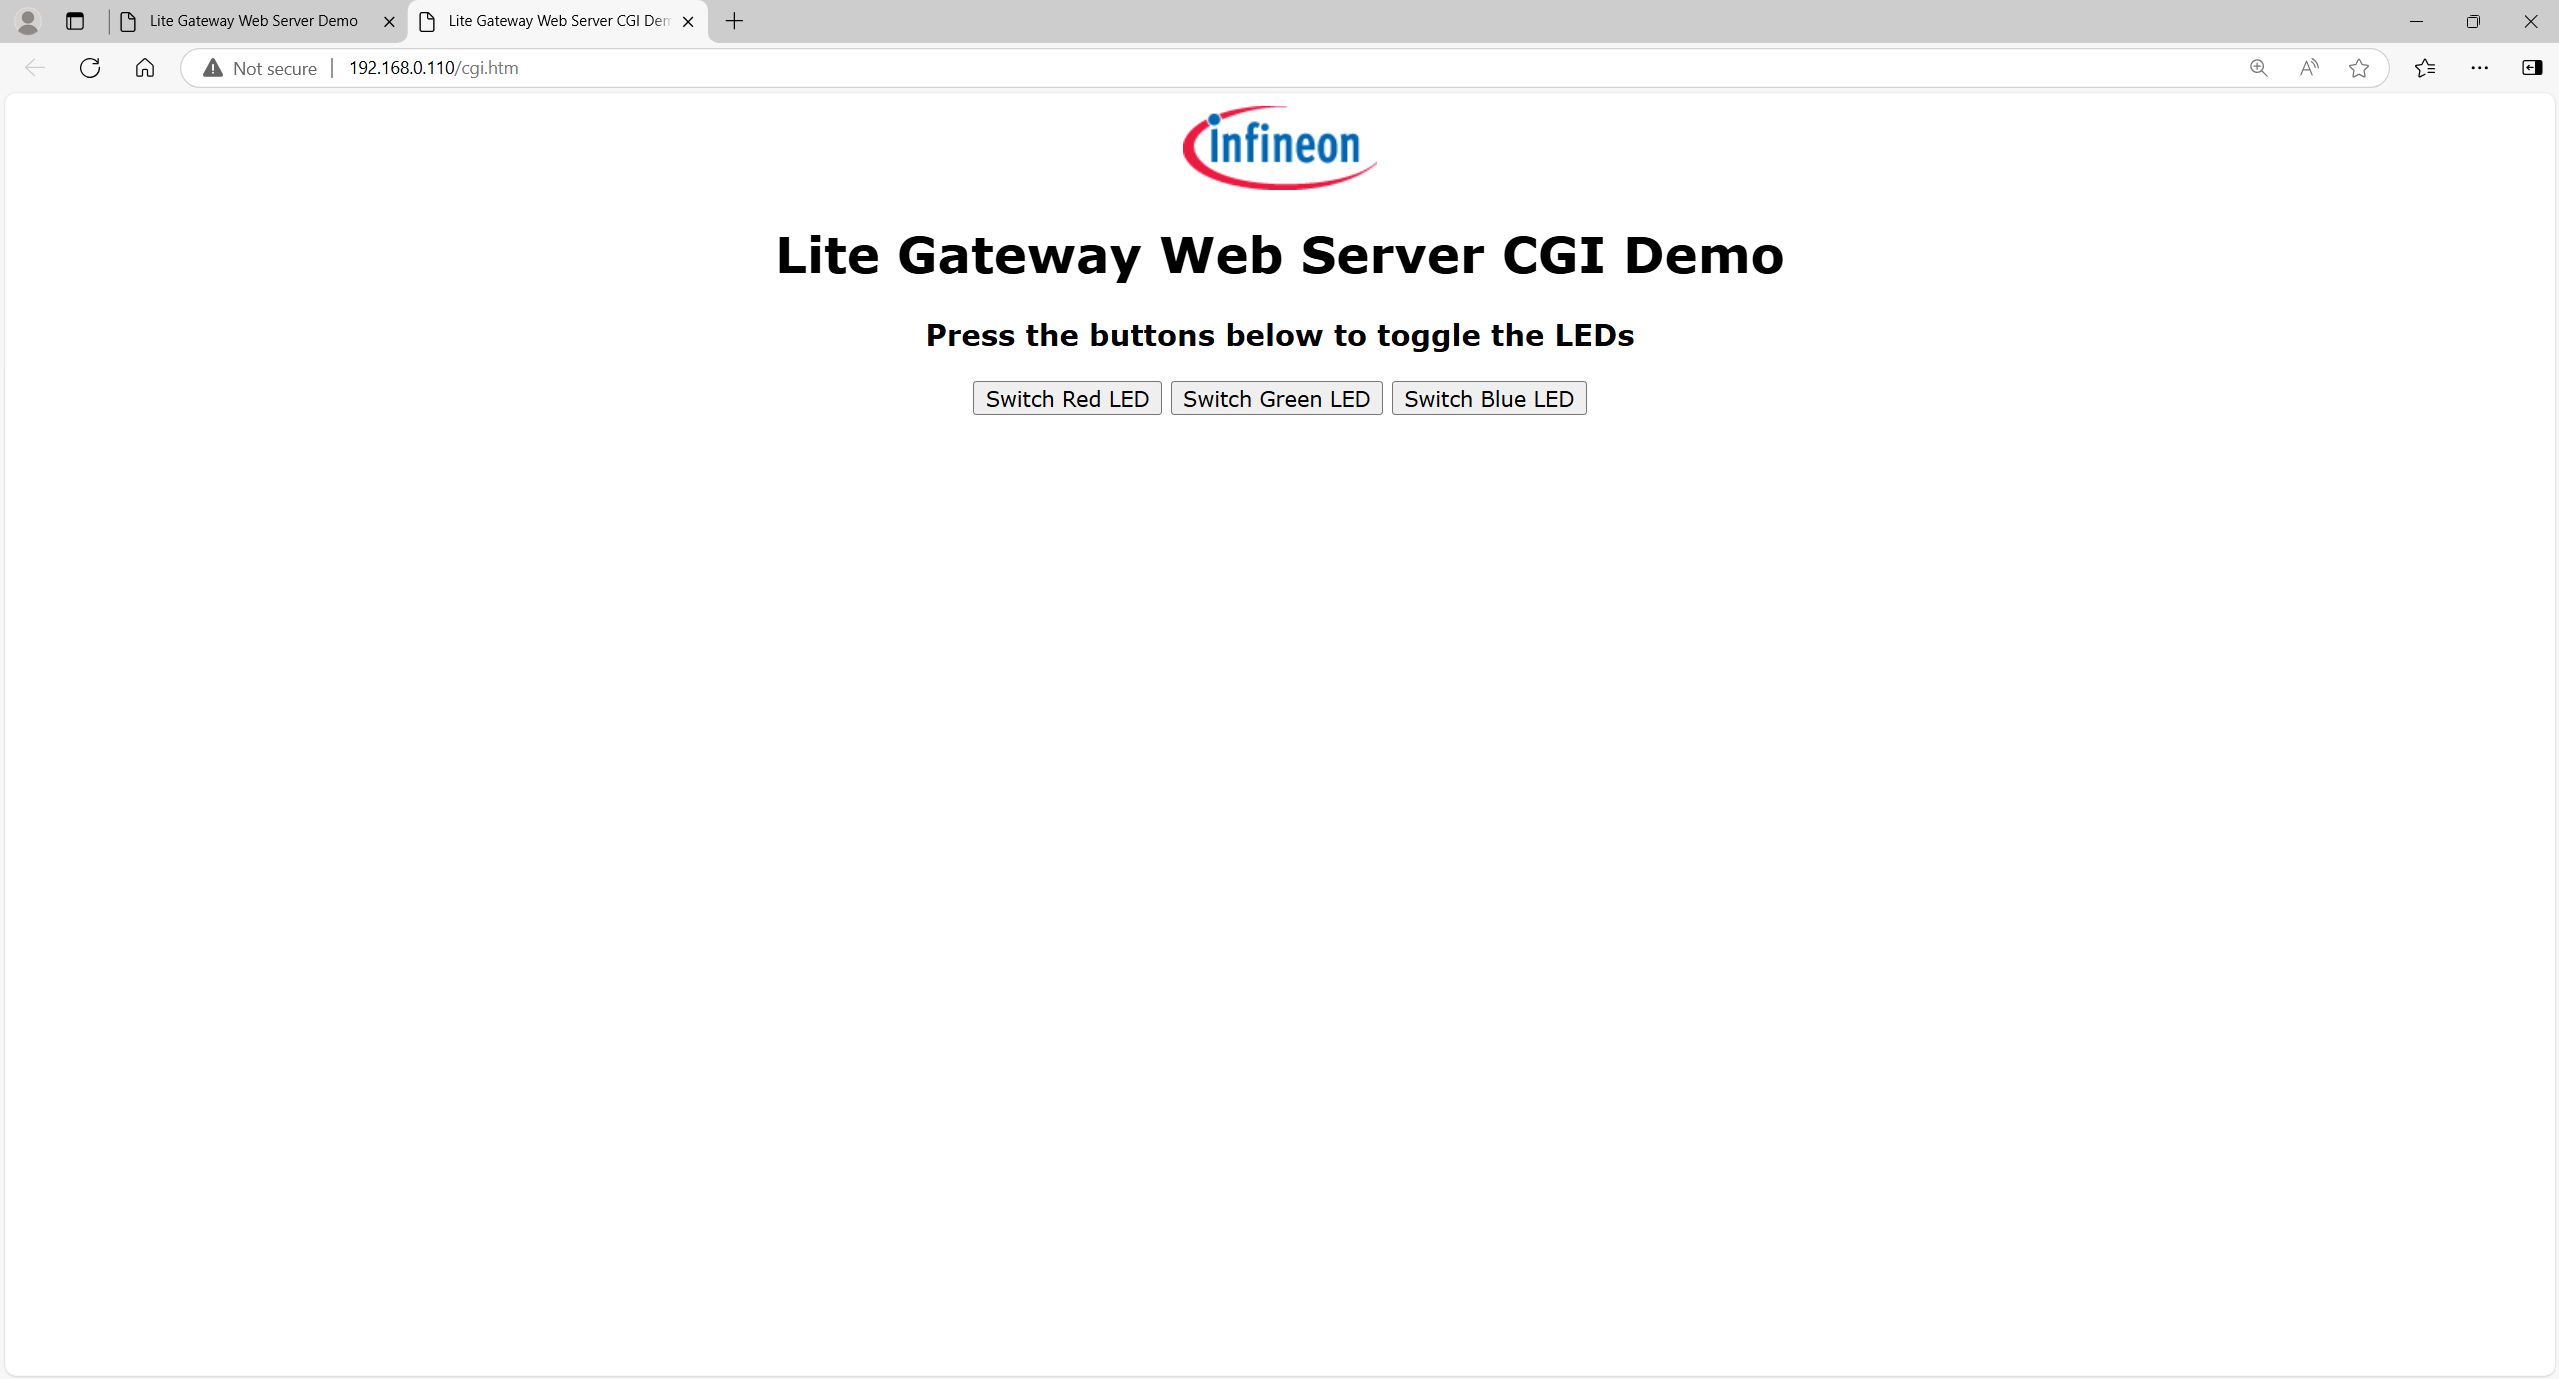 Lite Gateway Web Server Demo
Lite Gateway Web Server CGI Dem
Not secure
192.168.0.110/cgi.htm
infineon
Lite Gateway Web Server CGI Demo
Press the buttons below to toggle the LEDs
Switch Red LED
Switch Green LED
Switch Blue LED